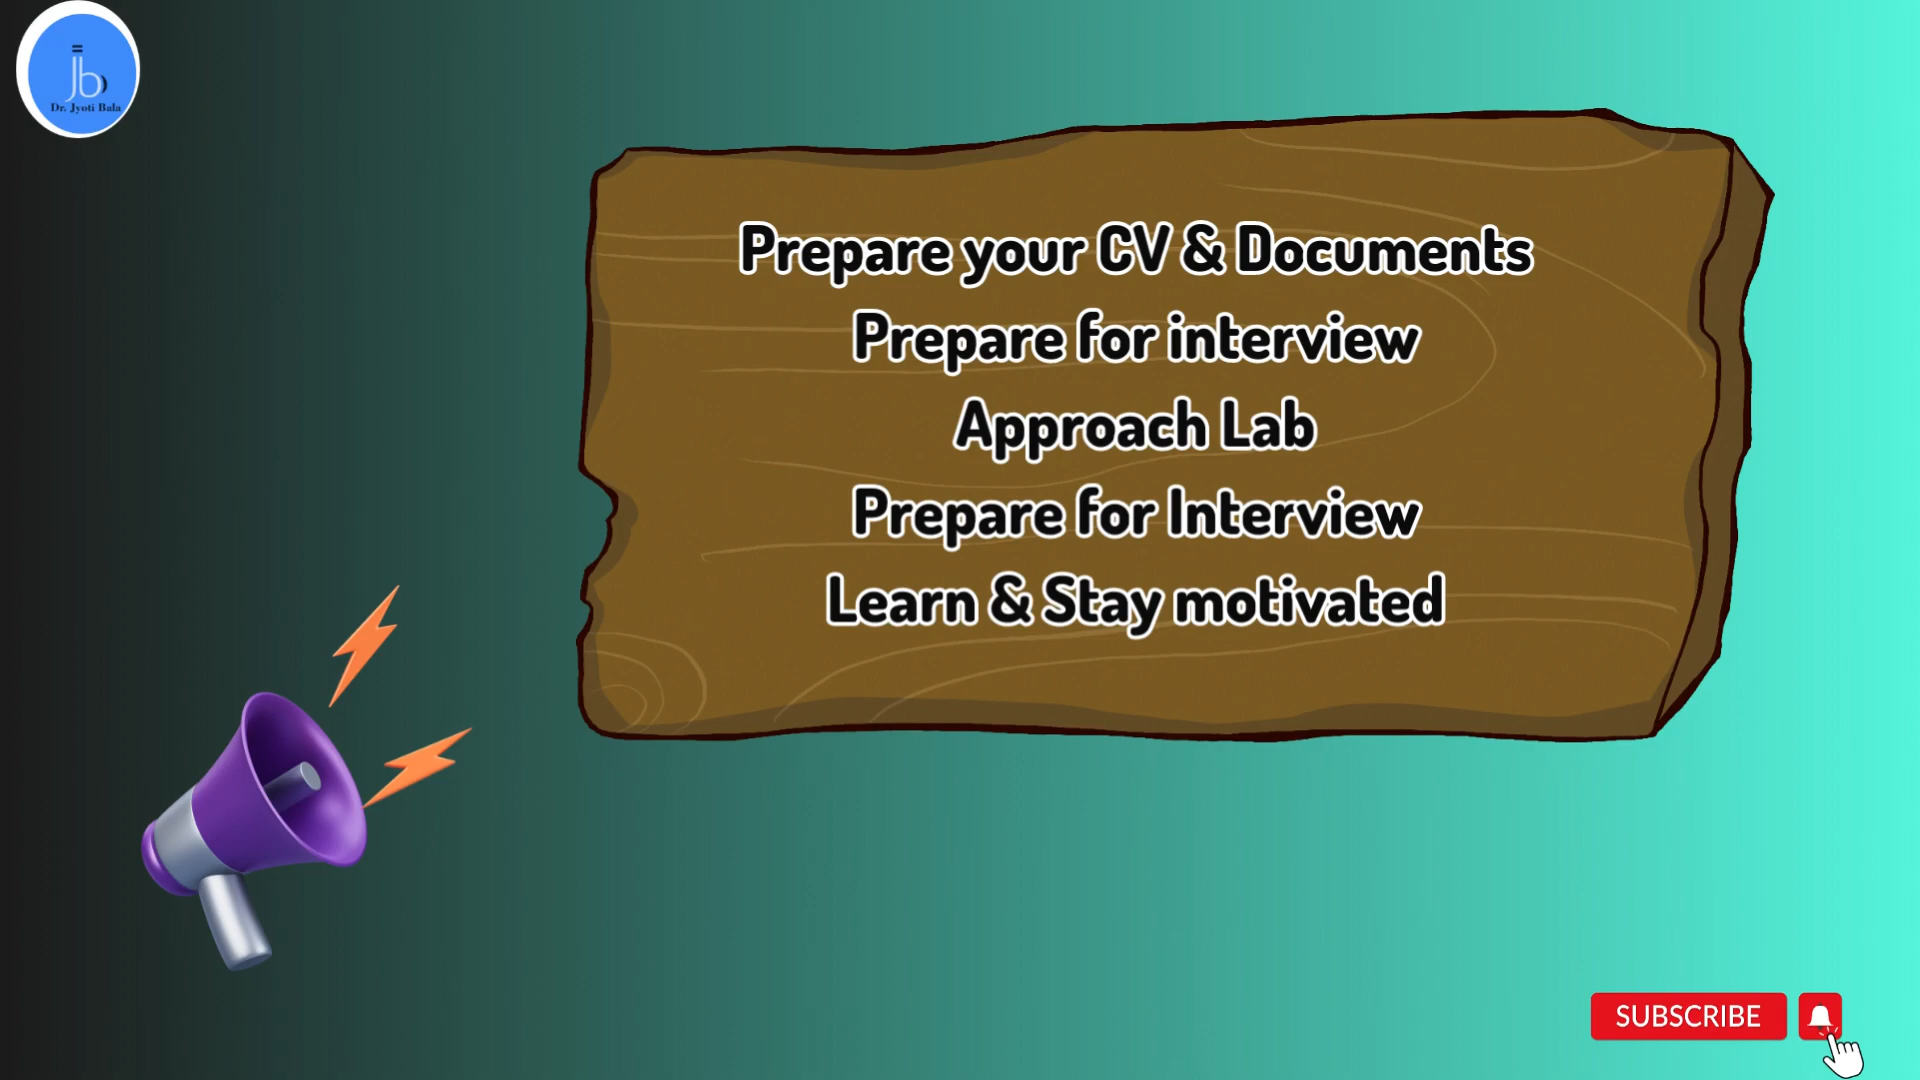 jb
Dr. Jyoti Bala
Prepare your CV & Documents
Prepare for interview
Approach Lab
Prepare for Interview
Learn & Stay motivated
SUBSCRIBE